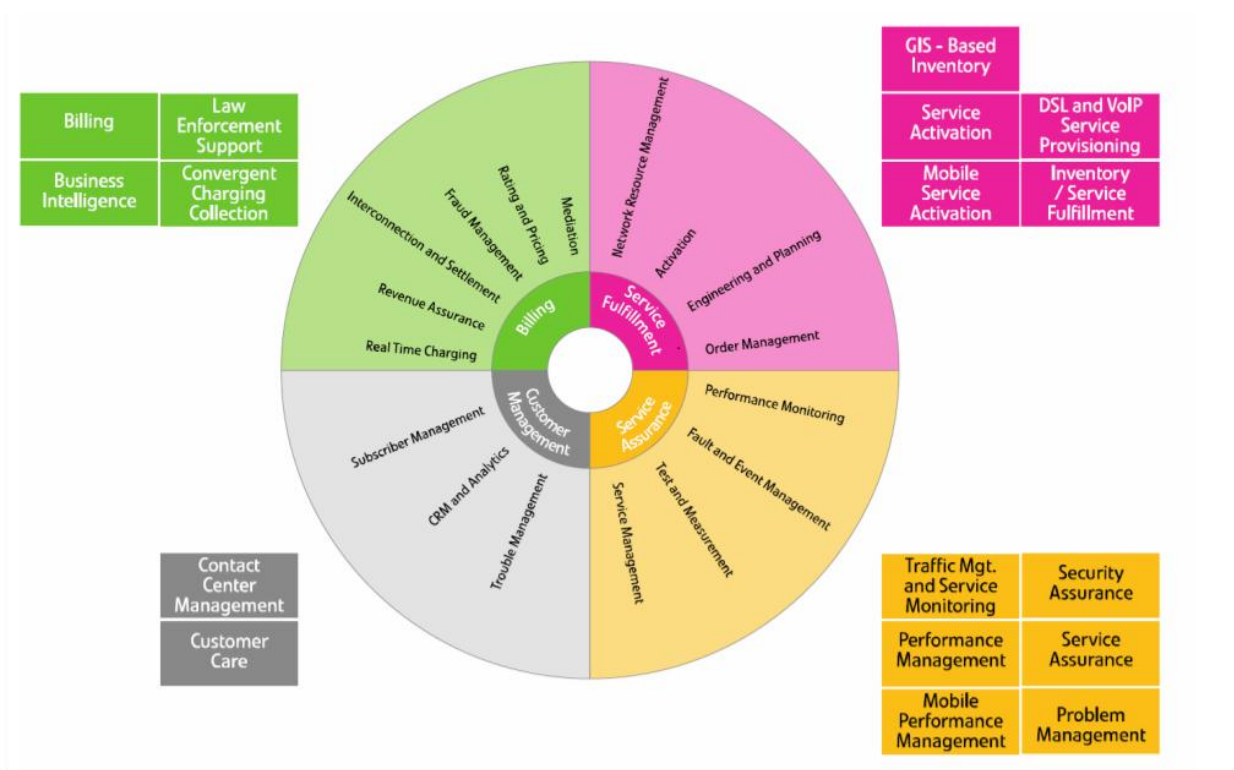 GIS - Based
Inventory
Billing
Law
Enforcement
Support
Service
Activation
DSL and VoIP
Service
Provisioning
Business
Intelligence
Convergent
Charging
Collection
Mobile
Service
Activation
Inventory
/ Service
Fulfillment
Real Time Charging
Revenue Assurance
Interconnection and Settlement
Fraud Management
Rating and Pricing
Mediation
Billing
Network Resource Management
Activation
Engineering and Planning
Order Management
Service
Fulfillment
Customer
Management
Subscriber Management
CRM and Analytics
Trouble Management
Service
Assurance
Performance Monitoring
Fault and Event Management
Test and Measurement
Service Management
Contact
Center
Management
Customer
Care
Traffic Mgt.
and Service
Monitoring
Security
Assurance
Performance
Management
Service
Assurance
Mobile
Performance
Management
Problem
Management